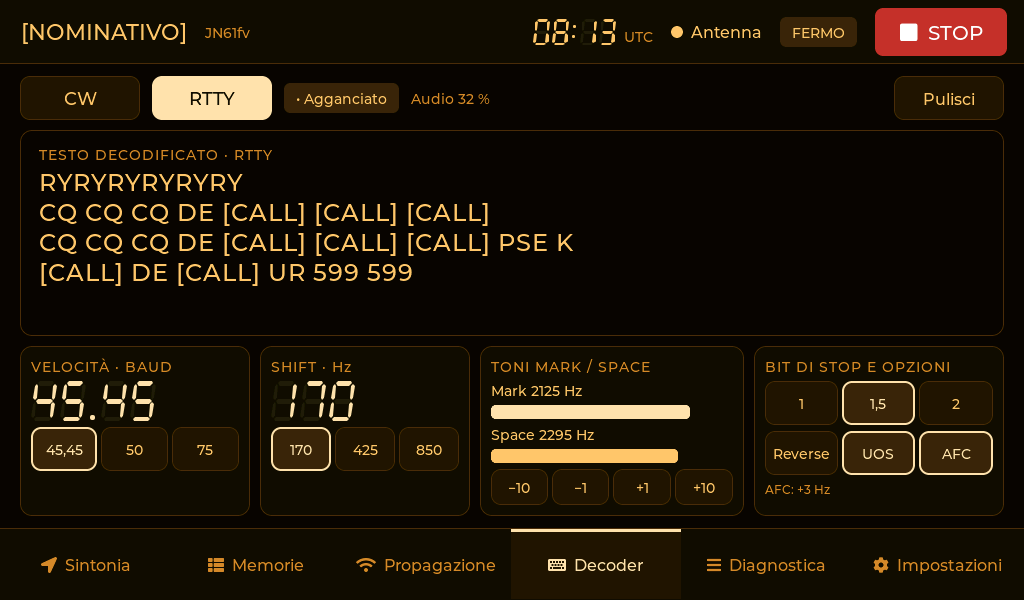 [NOMINATIVO] JN61fv 08:13 UTC Antenna FERMO STOP
CW RTTY • Agganciato Audio 32 % Pulisci
TESTO DECODIFICATO · RTTY
RYRYRYRYRYRY
CQ CQ CQ DE [CALL] [CALL] [CALL]
CQ CQ CQ DE [CALL] [CALL] [CALL] PSE K
[CALL] DE [CALL] UR 599 599
VELOCITÀ · BAUD
45.45
45,45 50 75
SHIFT · Hz
170
170 425 850
TONI MARK / SPACE
Mark 2125 Hz
Space 2295 Hz
−10 −1 +1 +10
BIT DI STOP E OPZIONI
1 1,5 2
Reverse UOS AFC
AFC: +3 Hz
Sintonia Memorie Propagazione Decoder Diagnostica Impostazioni